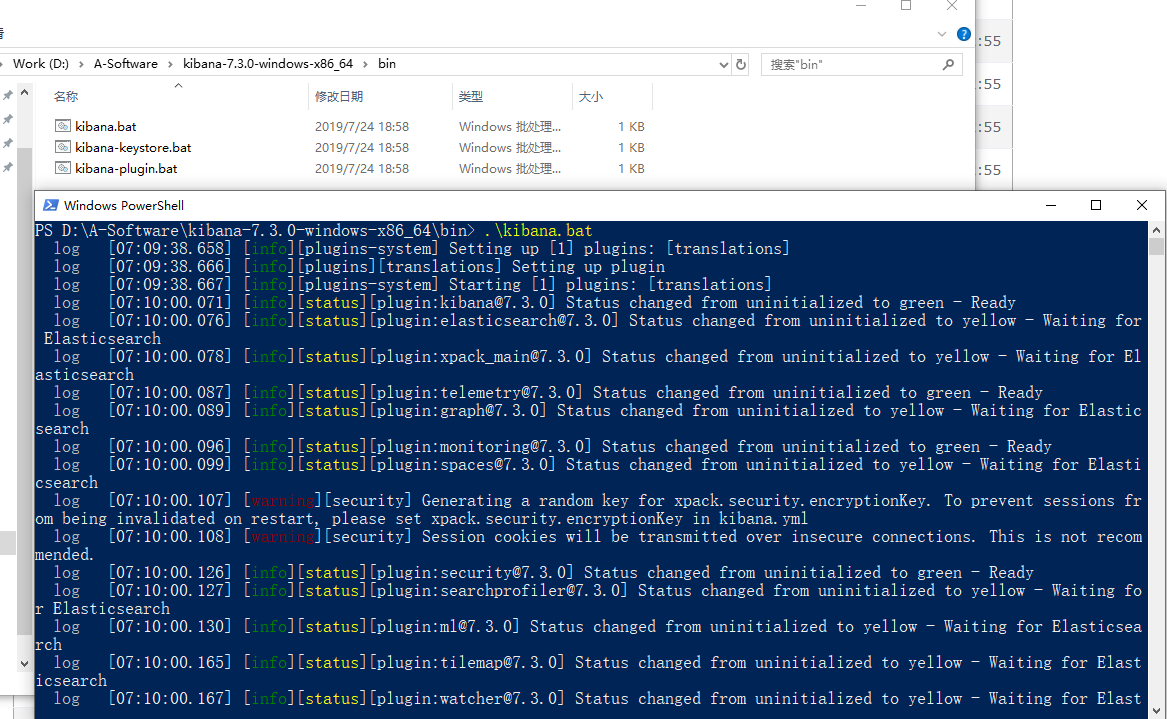 :55
Work (D:) › A-Software › kibana-7.3.0-windows-x86_64 › bin
搜索"bin"
:55
名称 修改日期 类型 大小
kibana.bat 2019/7/24 18:58 Windows 批处理... 1 KB
:55
kibana-keystore.bat 2019/7/24 18:58 Windows 批处理... 1 KB
kibana-plugin.bat 2019/7/24 18:58 Windows 批处理... 1 KB
:55
Windows PowerShell
PS D:\A-Software\kibana-7.3.0-windows-x86_64\bin> .\kibana.bat
log [07:09:38.658] [info][plugins-system] Setting up [1] plugins: [translations]
log [07:09:38.666] [info][plugins][translations] Setting up plugin
log [07:09:38.667] [info][plugins-system] Starting [1] plugins: [translations]
log [07:10:00.071] [info][status][plugin:kibana@7.3.0] Status changed from uninitialized to green - Ready
log [07:10:00.076] [info][status][plugin:elasticsearch@7.3.0] Status changed from uninitialized to yellow - Waiting for
Elasticsearch
log [07:10:00.078] [info][status][plugin:xpack_main@7.3.0] Status changed from uninitialized to yellow - Waiting for El
asticsearch
log [07:10:00.087] [info][status][plugin:telemetry@7.3.0] Status changed from uninitialized to green - Ready
log [07:10:00.089] [info][status][plugin:graph@7.3.0] Status changed from uninitialized to yellow - Waiting for Elastic
search
log [07:10:00.096] [info][status][plugin:monitoring@7.3.0] Status changed from uninitialized to green - Ready
log [07:10:00.099] [info][status][plugin:spaces@7.3.0] Status changed from uninitialized to yellow - Waiting for Elasti
csearch
log [07:10:00.107] [warning][security] Generating a random key for xpack.security.encryptionKey. To prevent sessions fr
om being invalidated on restart, please set xpack.security.encryptionKey in kibana.yml
log [07:10:00.108] [warning][security] Session cookies will be transmitted over insecure connections. This is not recom
mended.
log [07:10:00.126] [info][status][plugin:security@7.3.0] Status changed from uninitialized to green - Ready
log [07:10:00.127] [info][status][plugin:searchprofiler@7.3.0] Status changed from uninitialized to yellow - Waiting fo
r Elasticsearch
log [07:10:00.130] [info][status][plugin:ml@7.3.0] Status changed from uninitialized to yellow - Waiting for Elasticsea
rch
log [07:10:00.165] [info][status][plugin:tilemap@7.3.0] Status changed from uninitialized to yellow - Waiting for Elast
icsearch
log [07:10:00.167] [info][status][plugin:watcher@7.3.0] Status changed from uninitialized to yellow - Waiting for Elast